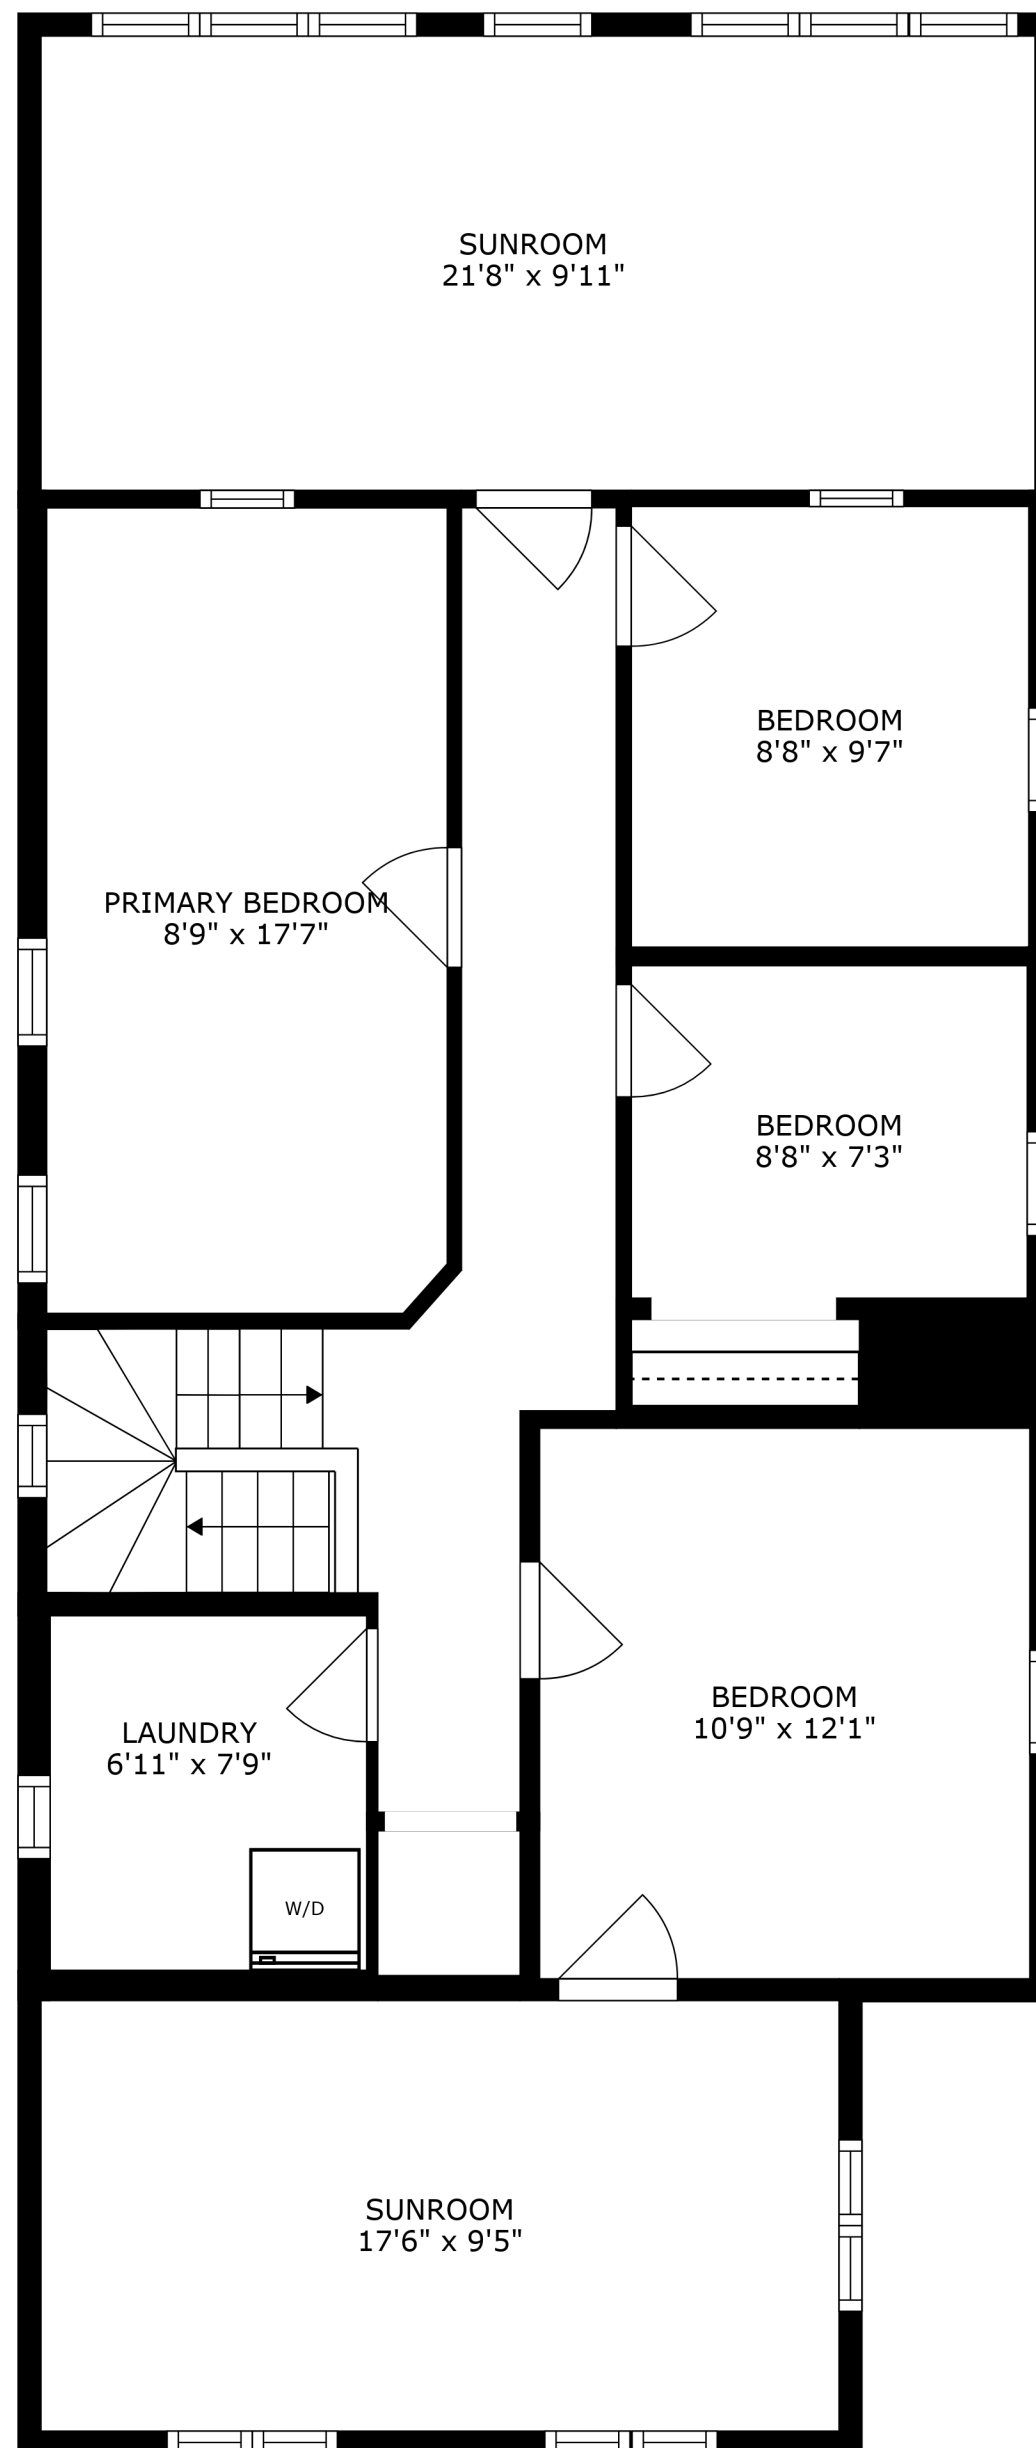 SUNROOM
21'8" x 9'11"
BEDROOM
8'8" x 9'7"
PRIMARY BEDROOM
8'9" x 17'7"
BEDROOM
8'8" x 7'3"
BEDROOM
10'9" x 12'1"
LAUNDRY
6'11" x 7'9"
W/D
SUNROOM
17'6" x 9'5"